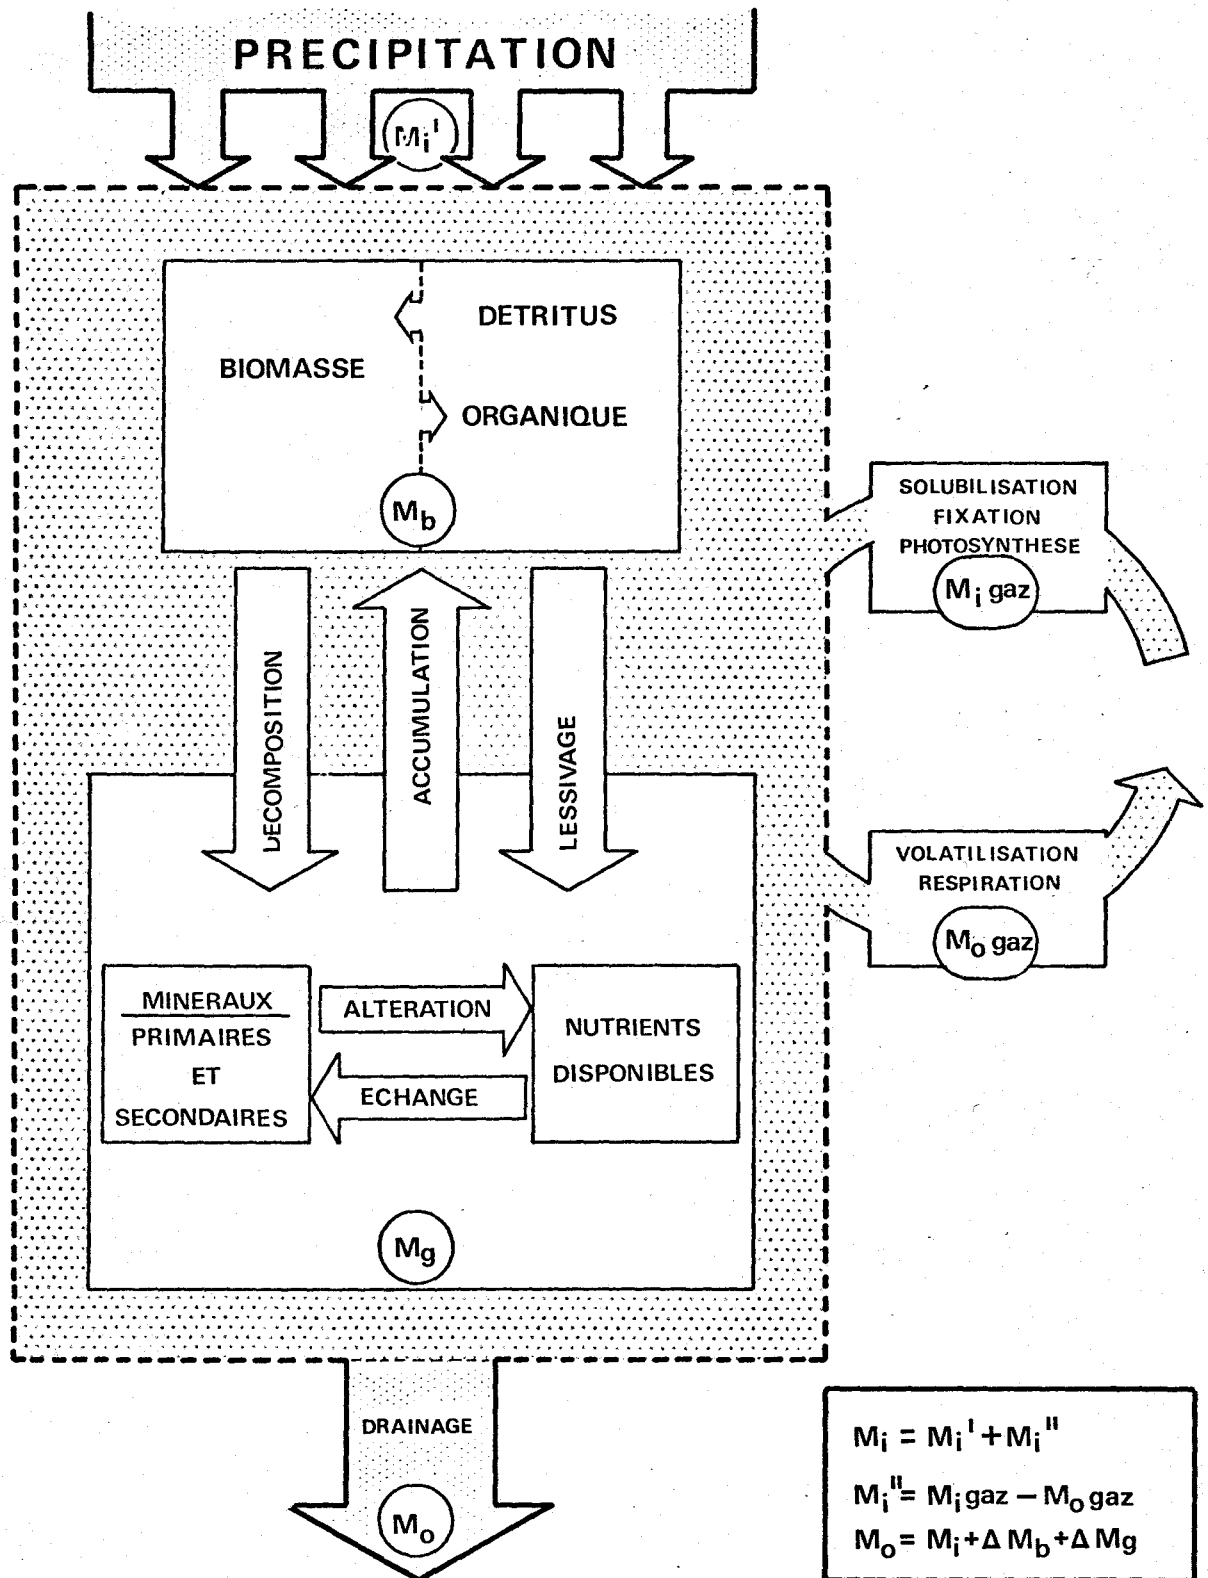 PRECIPITATION
Mi'
DETRITUS
BIOMASSE
ORGANIQUE
Mb
SOLUBILISATION
FIXATION
PHOTOSYNTHESE
Mi gaz
DECOMPOSITION
ACCUMULATION
LESSIVAGE
VOLATILISATION
RESPIRATION
Mo gaz
MINERAUX
PRIMAIRES
ET
SECONDAIRES
ALTERATION
ECHANGE
NUTRIENTS
DISPONIBLES
Mg
DRAINAGE
Mo
Mi = Mi' + Mi"
Mi" = Mi gaz − Mo gaz
Mo = Mi + Δ Mb + Δ Mg